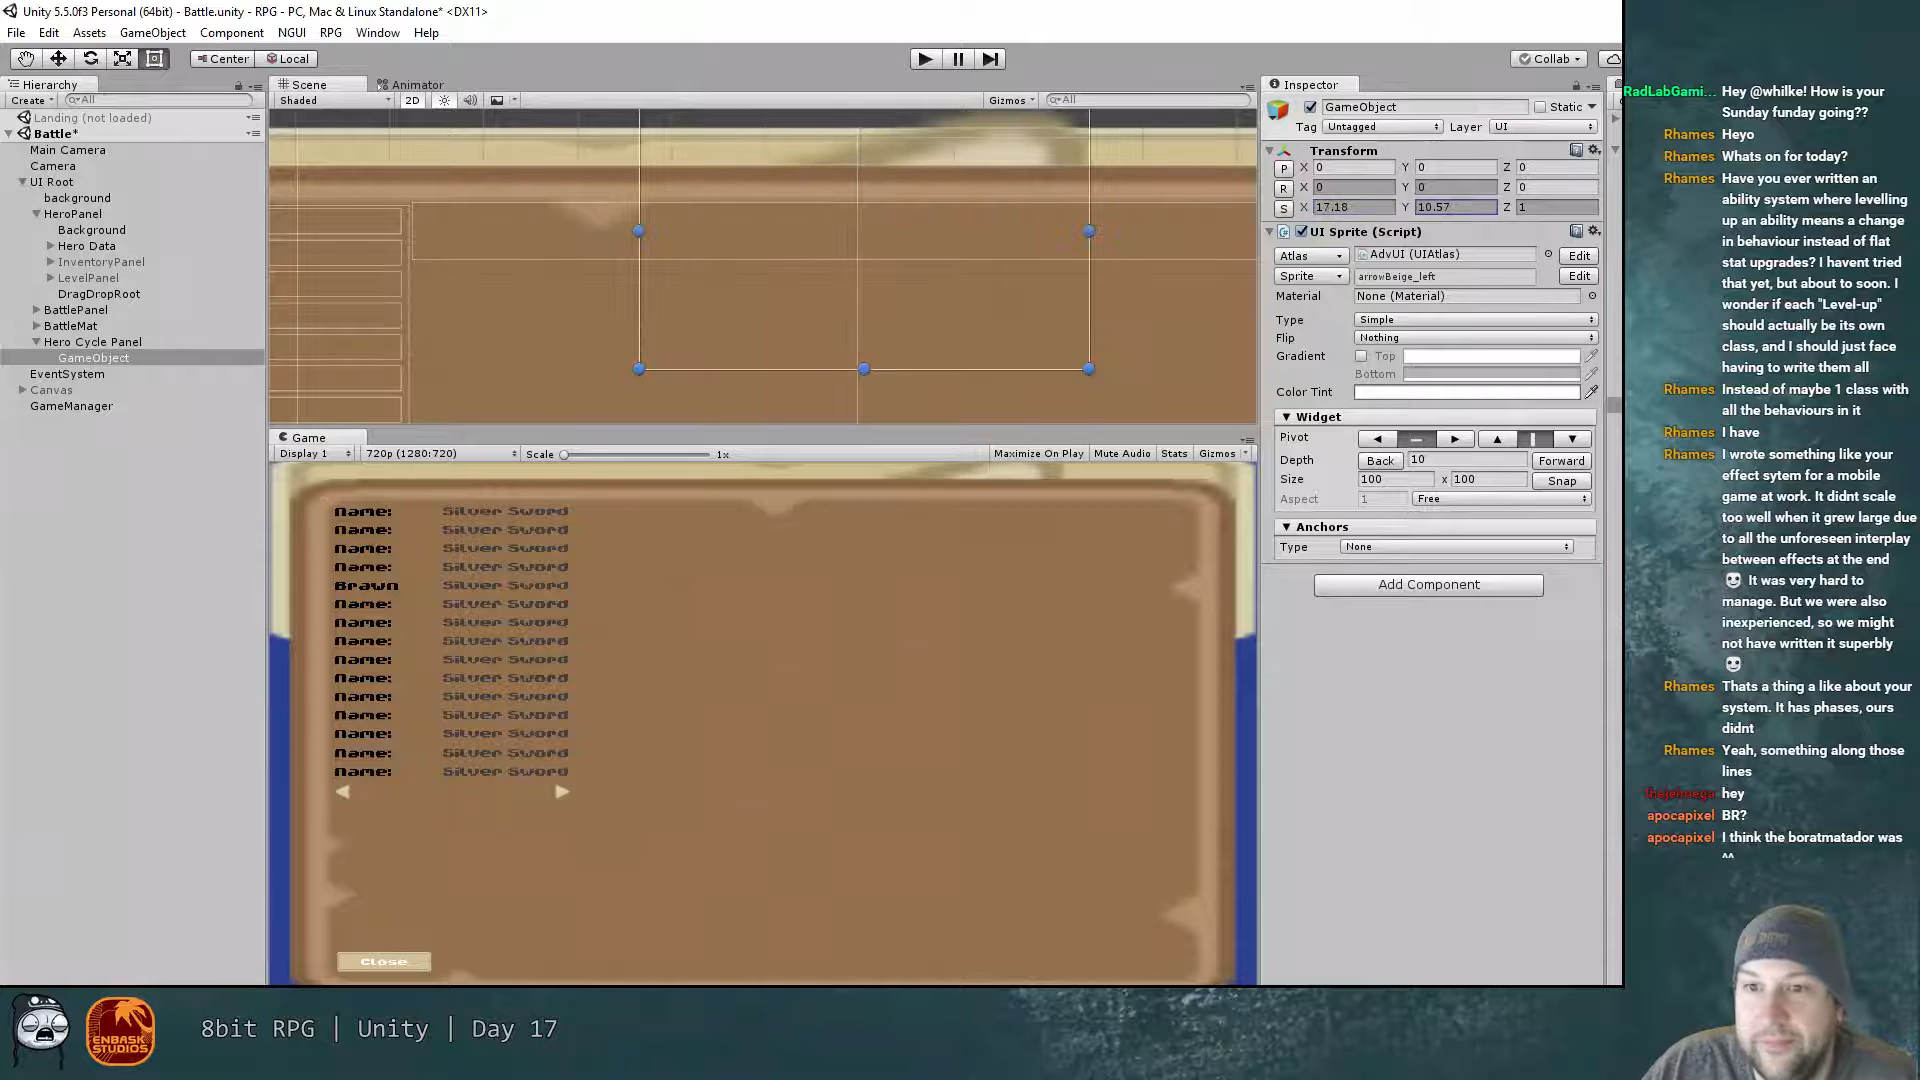 Unity 5.5.0f3 Personal (64bit) - Battle.unity - RPG - PC, Mac & Linux Standalone* <DX11>
File Edit Assets GameObject Component NGUI RPG Window Help
Center Local
Collab
Hierarchy
Create All
Landing (not loaded)
Battle*
Main Camera
Camera
UI Root
background
HeroPanel
Background
Hero Data
InventoryPanel
LevelPanel
DragDropRoot
BattlePanel
BattleMat
Hero Cycle Panel
GameObject
EventSystem
Canvas
GameManager
Scene Animator
Shaded 2D Gizmos All
Game
Display 1 720p (1280:720) Scale 1x Maximize On Play Mute Audio Stats Gizmos
Name: Silver Sword
Name: Silver Sword
Name: Silver Sword
Name: Silver Sword
Brawn Silver Sword
Name: Silver Sword
Name: Silver Sword
Name: Silver Sword
Name: Silver Sword
Name: Silver Sword
Name: Silver Sword
Name: Silver Sword
Name: Silver Sword
Name: Silver Sword
Name: Silver Sword
Close
Inspector
GameObject Static
Tag Untagged Layer UI
Transform
P X 0 Y 0 Z 0
R X 0 Y 0 Z 0
S X 17.18 Y 10.57 Z 1
UI Sprite (Script)
Atlas AdvUI (UIAtlas) Edit
Sprite arrowBeige_left Edit
Material None (Material)
Type Simple
Flip Nothing
Gradient Top
Bottom
Color Tint
Widget
Pivot
Depth Back 10 Forward
Size 100 x 100 Snap
Aspect 1 Free
Anchors
Type None
Add Component
RadLabGami... Hey @whilke! How is your
Sunday funday going??
Rhames Heyo
Rhames Whats on for today?
Rhames Have you ever written an
ability system where levelling
up an ability means a change
in behaviour instead of flat
stat upgrades? I havent tried
that yet, but about to soon. I
wonder if each "Level-up"
should actually be its own
class, and I should just face
having to write them all
Rhames Instead of maybe 1 class with
all the behaviours in it
Rhames I have
Rhames I wrote something like your
effect sytem for a mobile
game at work. It didnt scale
too well when it grew large due
to all the unforeseen interplay
between effects at the end
It was very hard to
manage. But we were also
inexperienced, so we might
not have written it superbly
Rhames Thats a thing a like about your
system. It has phases, ours
didnt
Rhames Yeah, something along those
lines
hey
apocapixel BR?
apocapixel I think the boratmatador was
^^
ENBASK
STUDIOS
8bit RPG | Unity | Day 17